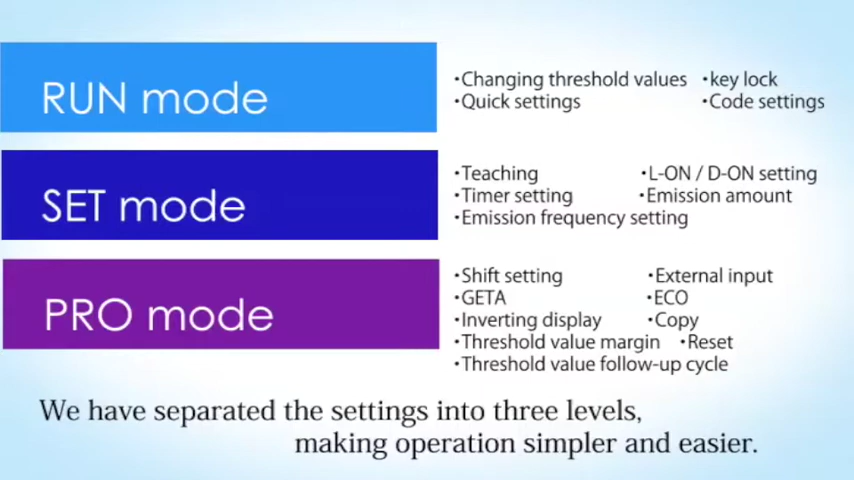 RUN mode
・Changing threshold values ・key lock
・Quick settings ・Code settings
SET mode
・Teaching ・L-ON / D-ON setting
・Timer setting ・Emission amount
・Emission frequency setting
PRO mode
・Shift setting ・External input
・GETA ・ECO
・Inverting display ・Copy
・Threshold value margin ・Reset
・Threshold value follow-up cycle
We have separated the settings into three levels,
making operation simpler and easier.